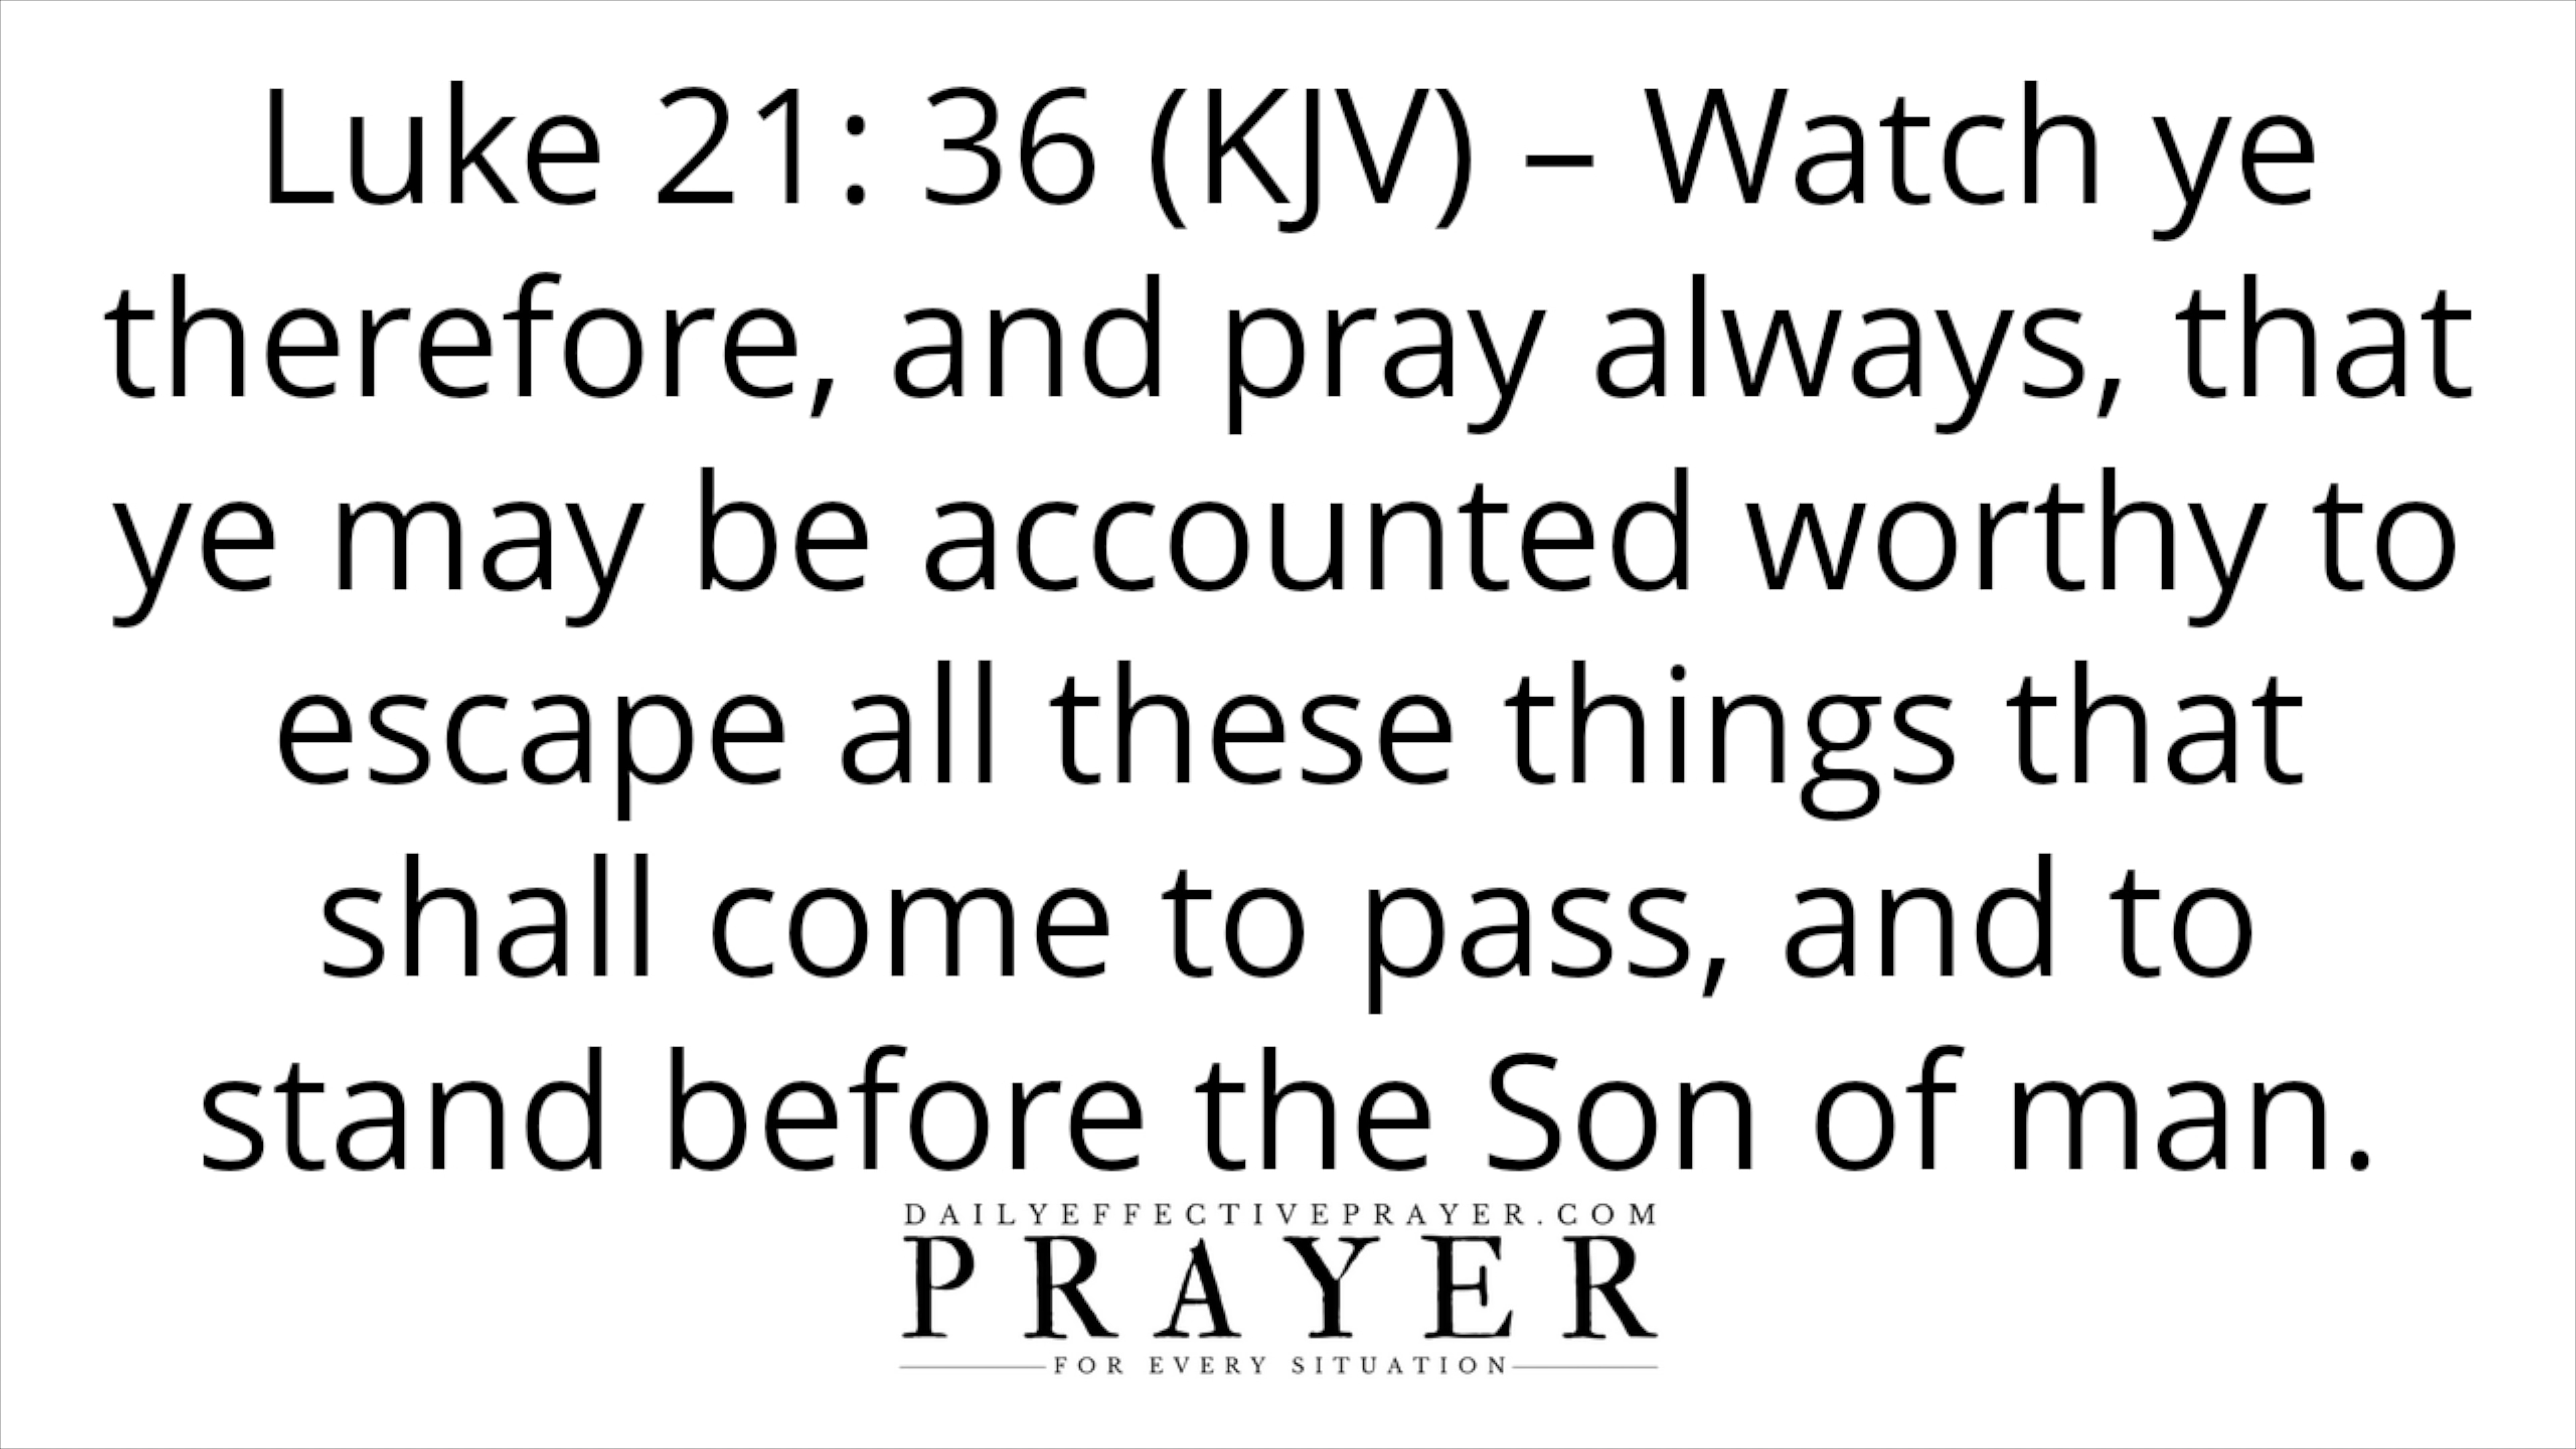 Luke 21: 36 (KJV) – Watch ye
therefore, and pray always, that
ye may be accounted worthy to
escape all these things that
shall come to pass, and to
stand before the Son of man.
DAILYEFFECTIVEPRAYER.COM
PRAYER
FOR EVERY SITUATION